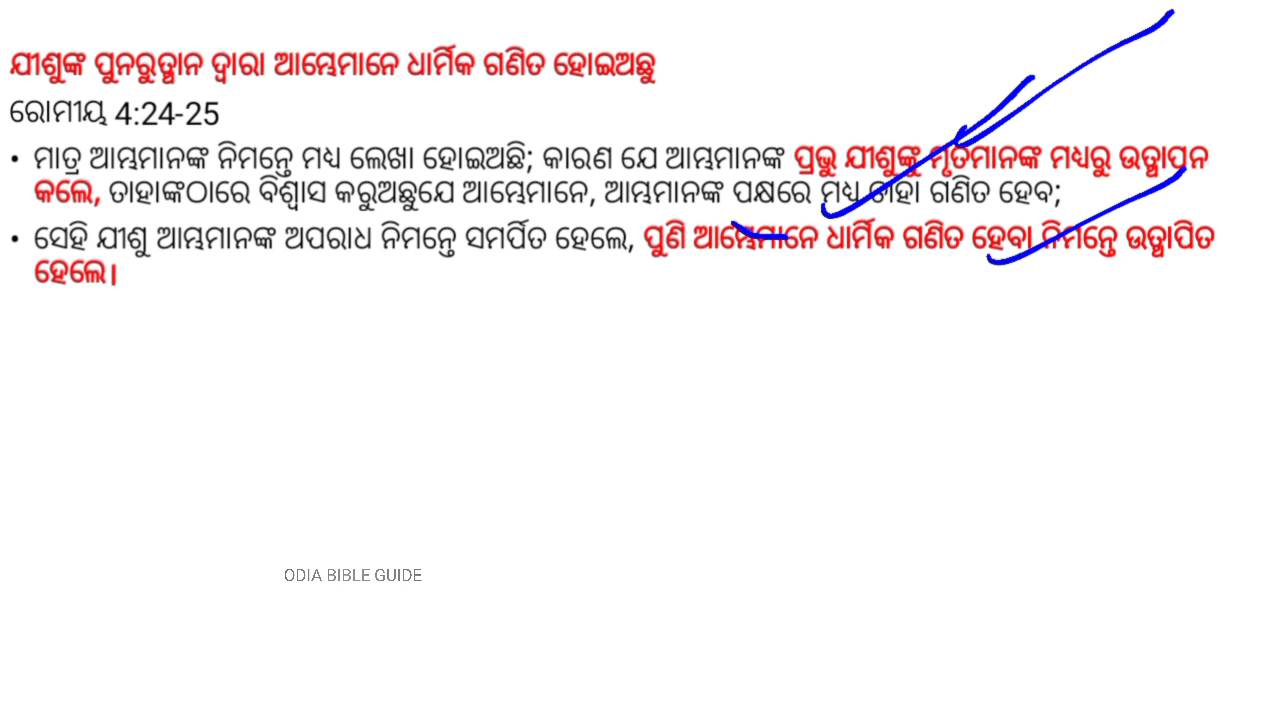 ଯୀଶୁଙ୍କ ପୁନରୁତ୍ଥାନ ଦ୍ୱାରା ଆମ୍ଭେମାନେ ଧାର୍ମିକ ଗଣିତ ହୋଇଅଛୁ
ରୋମୀୟ 4:24-25
• ମାତ୍ର ଆମ୍ଭମାନଙ୍କ ନିମନ୍ତେ ମଧ୍ୟ ଲେଖା ହୋଇଅଛି; କାରଣ ଯେ ଆମ୍ଭମାନଙ୍କ ପ୍ରଭୁ ଯୀଶୁଙ୍କୁ ମୃତମାନଙ୍କ ମଧ୍ୟରୁ ଉତ୍ଥାପନ
କଲେ, ତାହାଙ୍କଠାରେ ବିଶ୍ୱାସ କରୁଅଛୁଯେ ଆମ୍ଭେମାନେ, ଆମ୍ଭମାନଙ୍କ ପକ୍ଷରେ ମଧ୍ୟ ତାହା ଗଣିତ ହେବ;
• ସେହି ଯୀଶୁ ଆମ୍ଭମାନଙ୍କ ଅପରାଧ ନିମନ୍ତେ ସମର୍ପିତ ହେଲେ, ପୁଣି ଆମ୍ଭେମାନେ ଧାର୍ମିକ ଗଣିତ ହେବା ନିମନ୍ତେ ଉତ୍ଥାପିତ
ହେଲେ।
ODIA BIBLE GUIDE